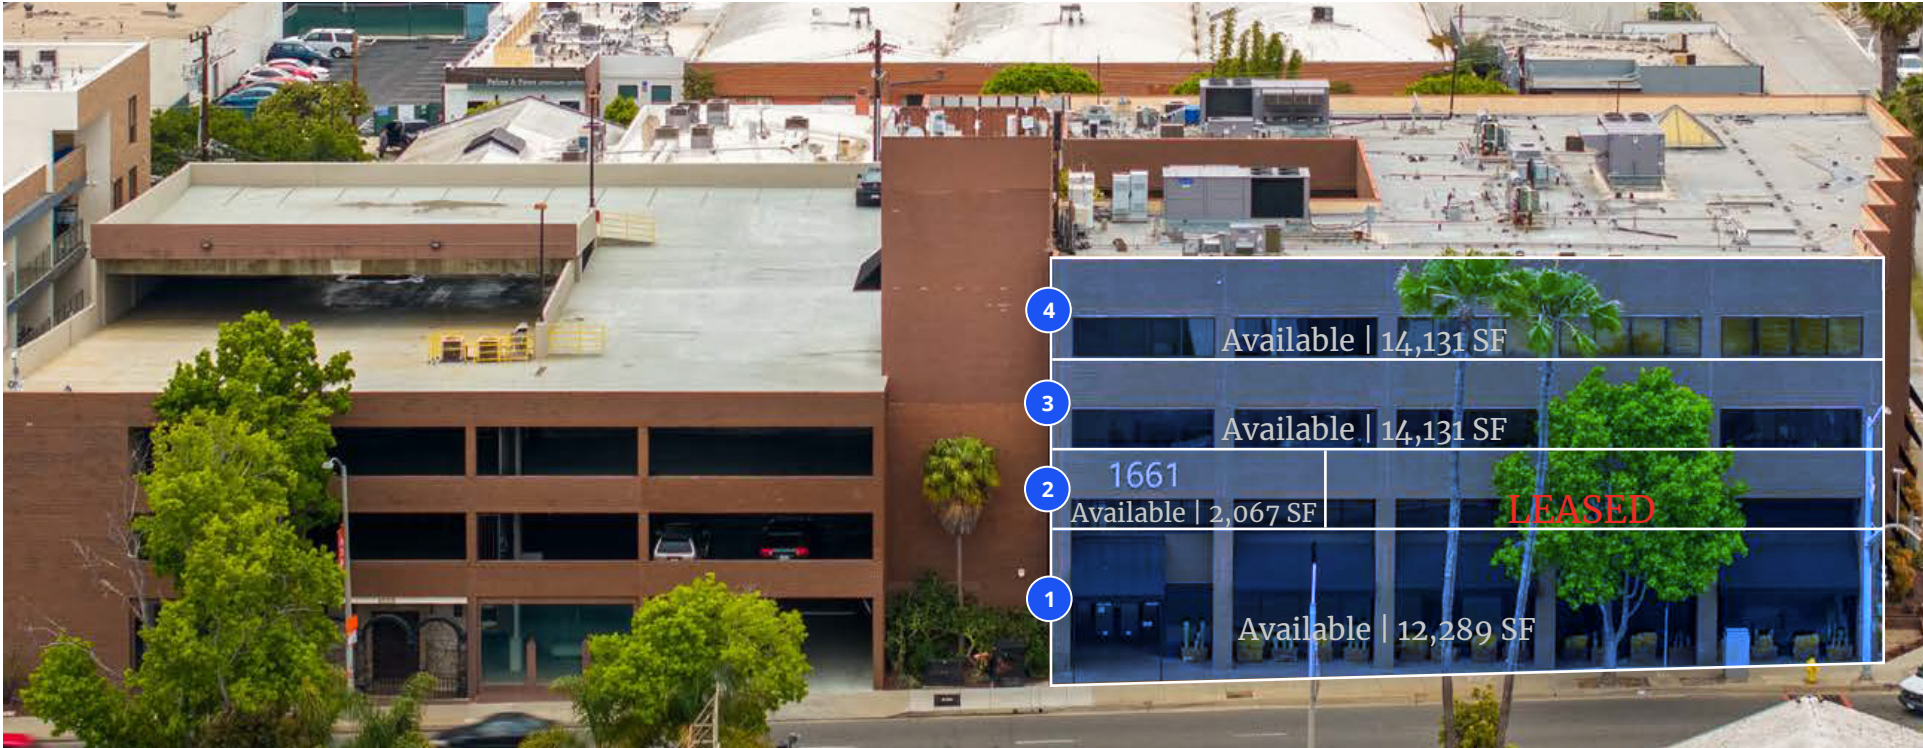 4
Available | 14,131 SF
3
Available | 14,131 SF
1661
2
Available | 2,067 SF
LEASED
1
Available | 12,289 SF